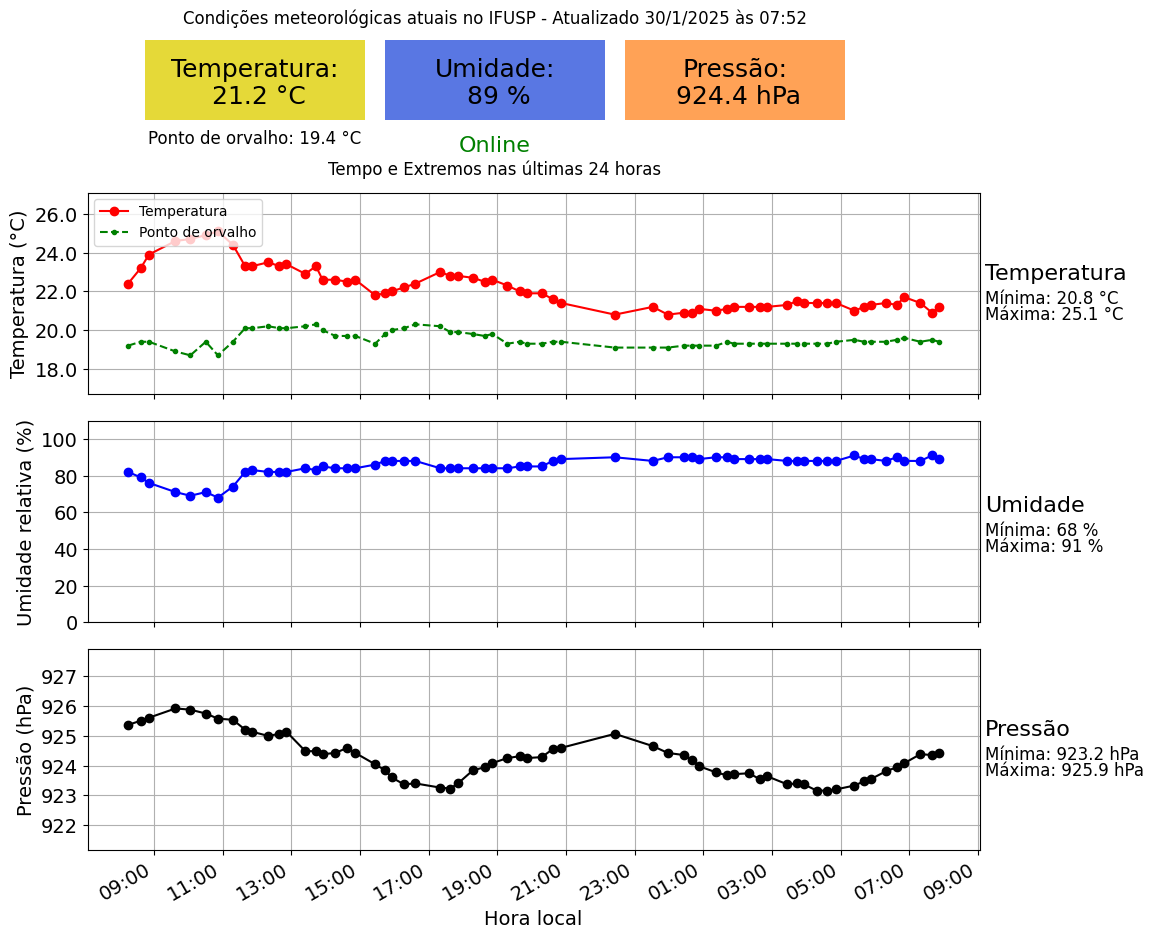 Condições meteorológicas atuais no IFUSP - Atualizado 30/1/2025 às 07:52
Temperatura:
21.2 °C
Umidade:
89 %
Pressão:
924.4 hPa
Ponto de orvalho: 19.4 °C
Online
Tempo e Extremos nas últimas 24 horas
Temperatura (°C)
26.0
24.0
22.0
20.0
18.0
Temperatura
Ponto de orvalho
Temperatura
Mínima: 20.8 °C
Máxima: 25.1 °C
Umidade relativa (%)
100
80
60
40
20
0
Umidade
Mínima: 68 %
Máxima: 91 %
Pressão (hPa)
927
926
925
924
923
922
Pressão
Mínima: 923.2 hPa
Máxima: 925.9 hPa
09:00 11:00 13:00 15:00 17:00 19:00 21:00 23:00 01:00 03:00 05:00 07:00 09:00
Hora local